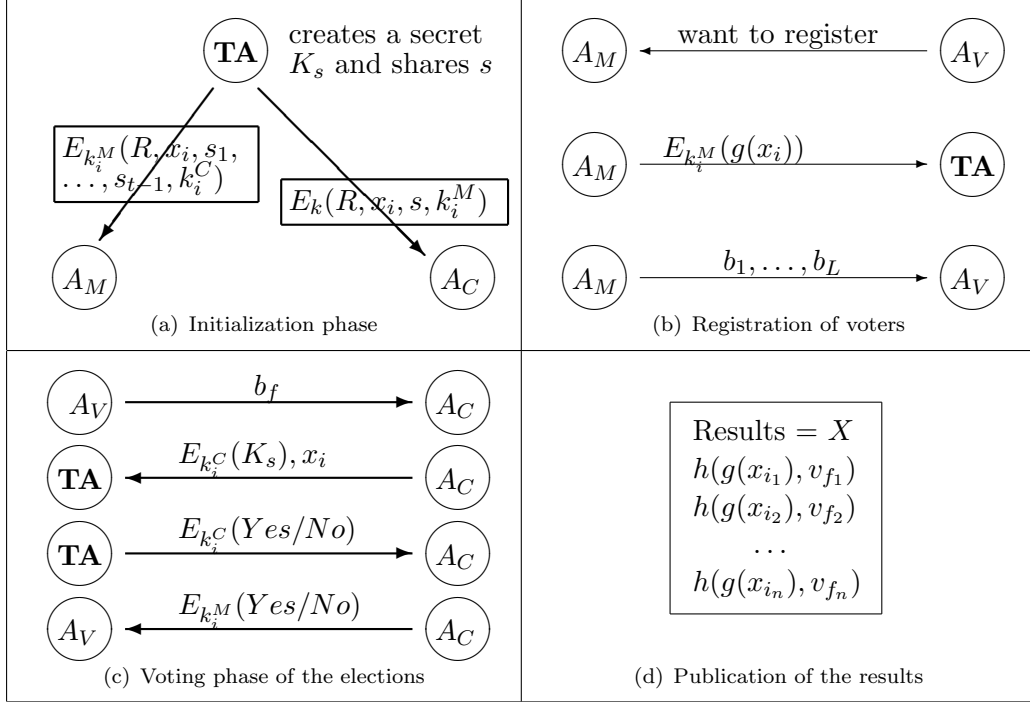 TA
creates a secret
K_s and shares s
E_{k_i^M}(R, x_i, s_1,
..., s_{t−1}, k_i^C)
E_k(R, x_i, s, k_i^M)
A_M
A_C
(a) Initialization phase
A_M want to register A_V
A_M E_{k_i^M}(g(x_i)) TA
A_M b_1, ..., b_L A_V
(b) Registration of voters
A_V b_f A_C
TA E_{k_i^C}(K_s), x_i A_C
TA E_{k_i^C}(Yes/No) A_C
A_V E_{k_i^M}(Yes/No) A_C
(c) Voting phase of the elections
Results = X
h(g(x_{i_1}), v_{f_1})
h(g(x_{i_2}), v_{f_2})
...
h(g(x_{i_n}), v_{f_n})
(d) Publication of the results